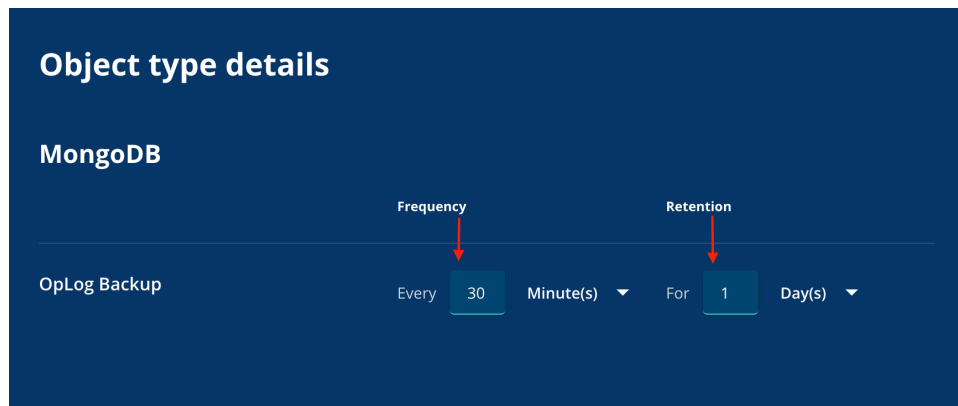 Object type details
MongoDB
Frequency Retention
OpLog Backup Every 30 Minute(s) For 1 Day(s)